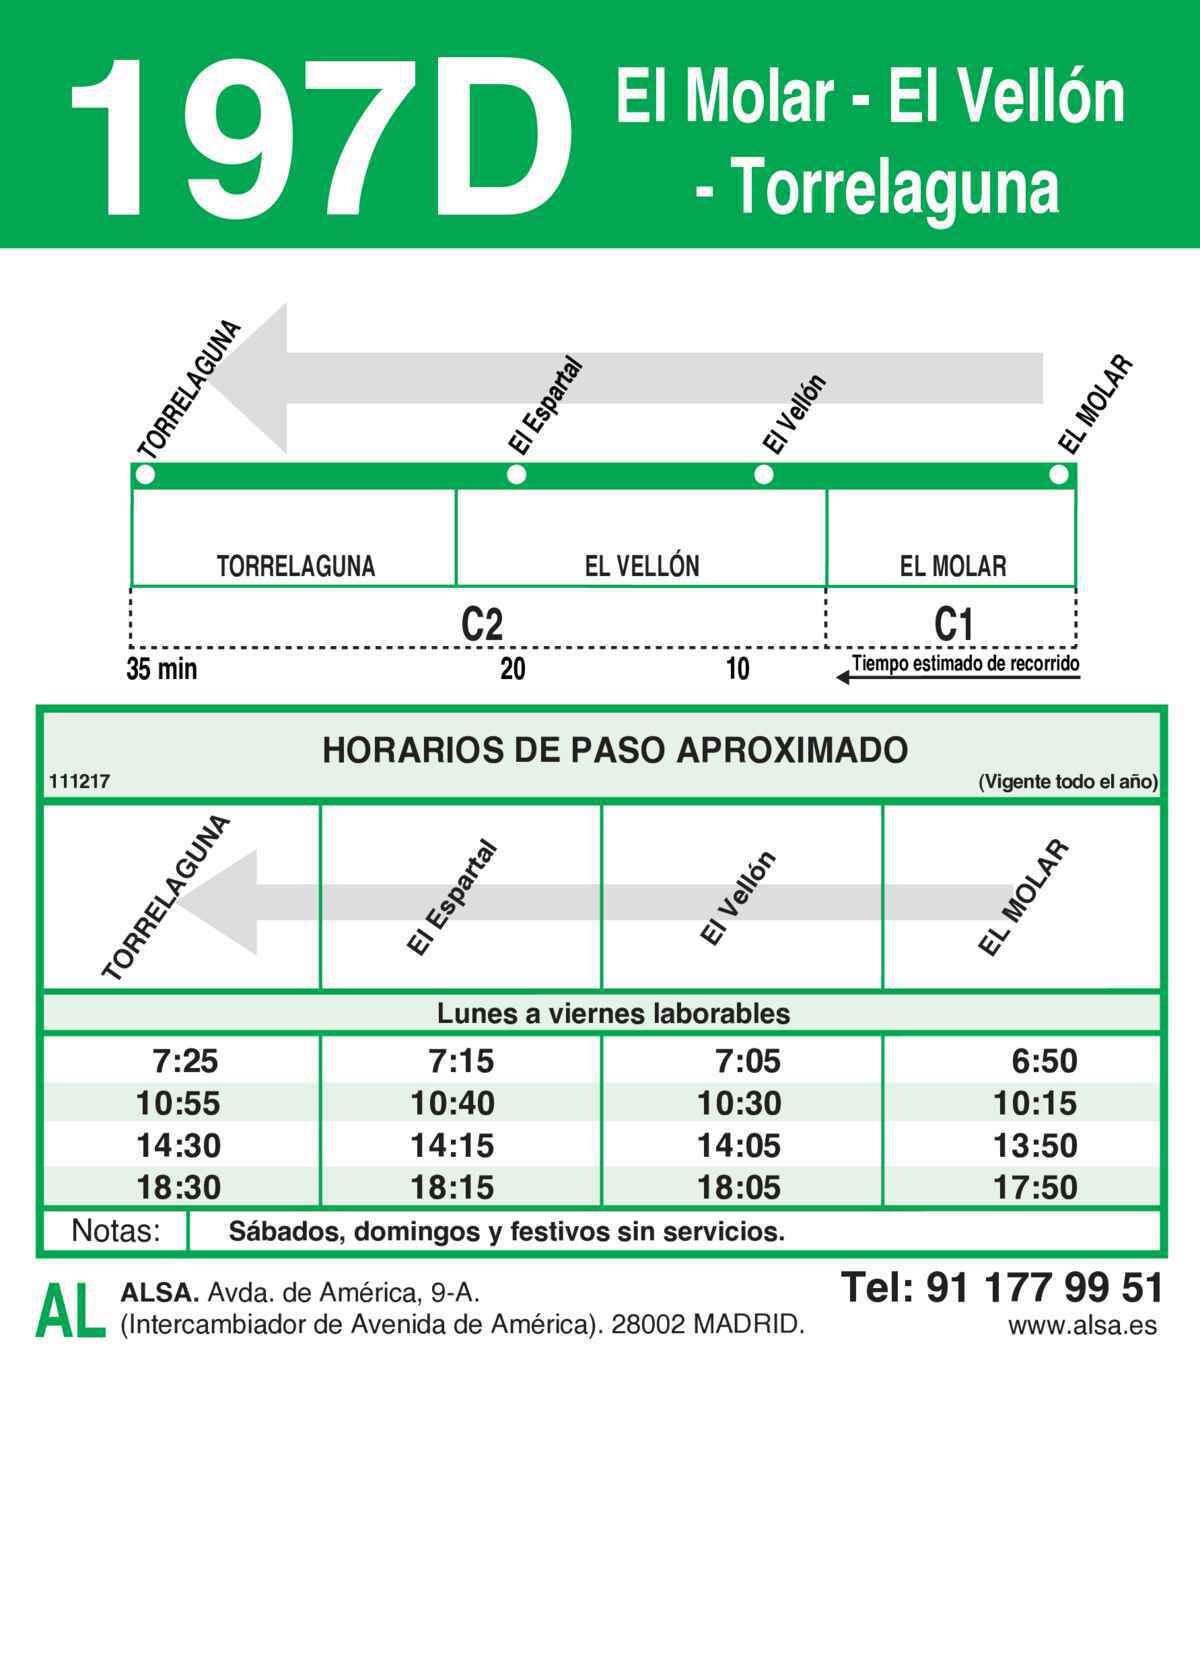 197D
El Molar - El Vellón
- Torrelaguna
TORRELAGUNA
El Espartal
El Vellón
EL MOLAR
TORRELAGUNA EL VELLÓN EL MOLAR
C2 C1
35 min 20 10 Tiempo estimado de recorrido
HORARIOS DE PASO APROXIMADO
111217 (Vigente todo el año)
TORRELAGUNA
El Espartal
El Vellón
EL MOLAR
Lunes a viernes laborables
7:25 7:15 7:05 6:50
10:55 10:40 10:30 10:15
14:30 14:15 14:05 13:50
18:30 18:15 18:05 17:50
Notas: Sábados, domingos y festivos sin servicios.
AL
ALSA. Avda. de América, 9-A.
(Intercambiador de Avenida de América). 28002 MADRID.
Tel: 91 177 99 51
www.alsa.es